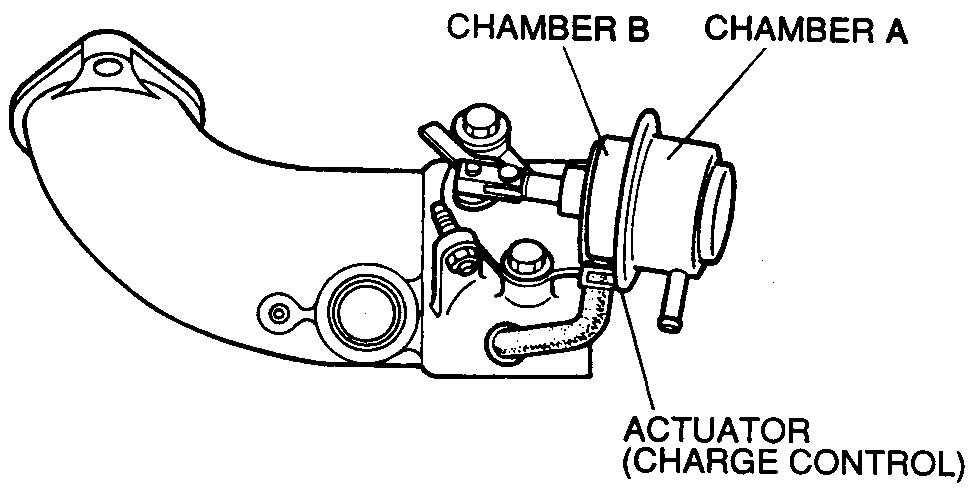 CHAMBER B
CHAMBER A
ACTUATOR
(CHARGE CONTROL)